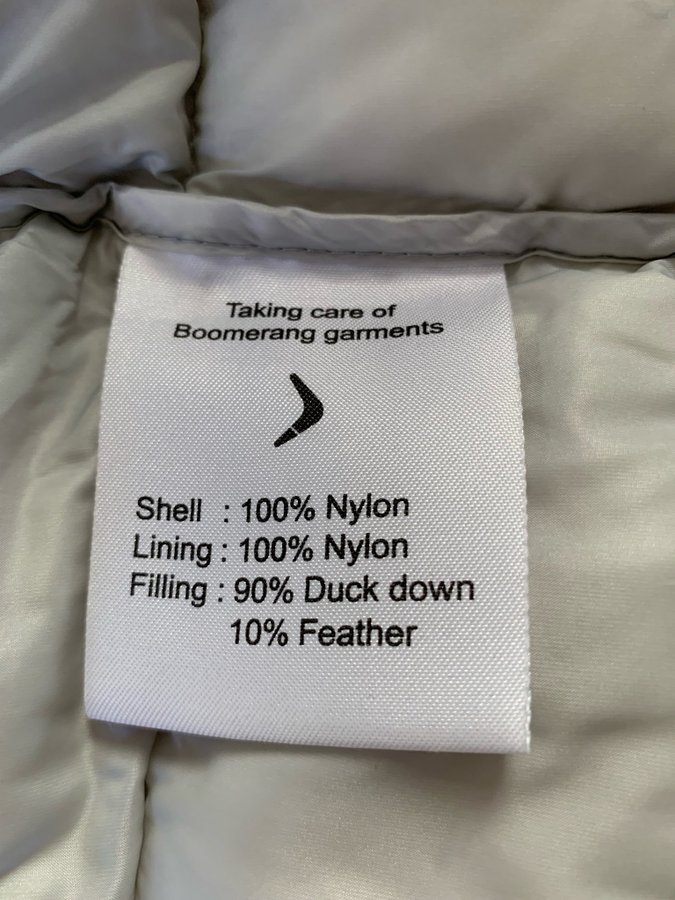 Taking care of
Boomerang garments
Shell : 100% Nylon
Lining : 100% Nylon
Filling : 90% Duck down
10% Feather